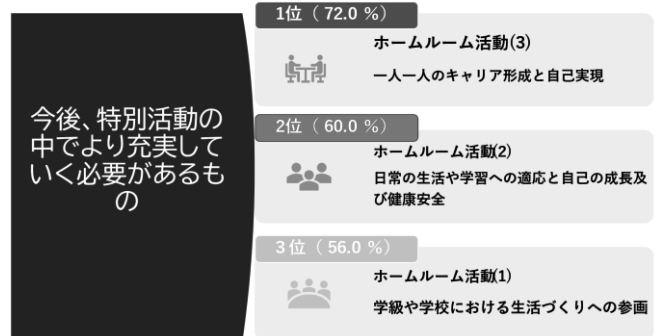 今後、特別活動の
中でより充実して
いく必要があるも
の
1位（ 72.0 %）
ホームルーム活動(3)
一人一人のキャリア形成と自己実現
2位（ 60.0 %）
ホームルーム活動(2)
日常の生活や学習への適応と自己の成長及
び健康安全
3位（ 56.0 %）
ホームルーム活動(1)
学級や学校における生活づくりへの参画